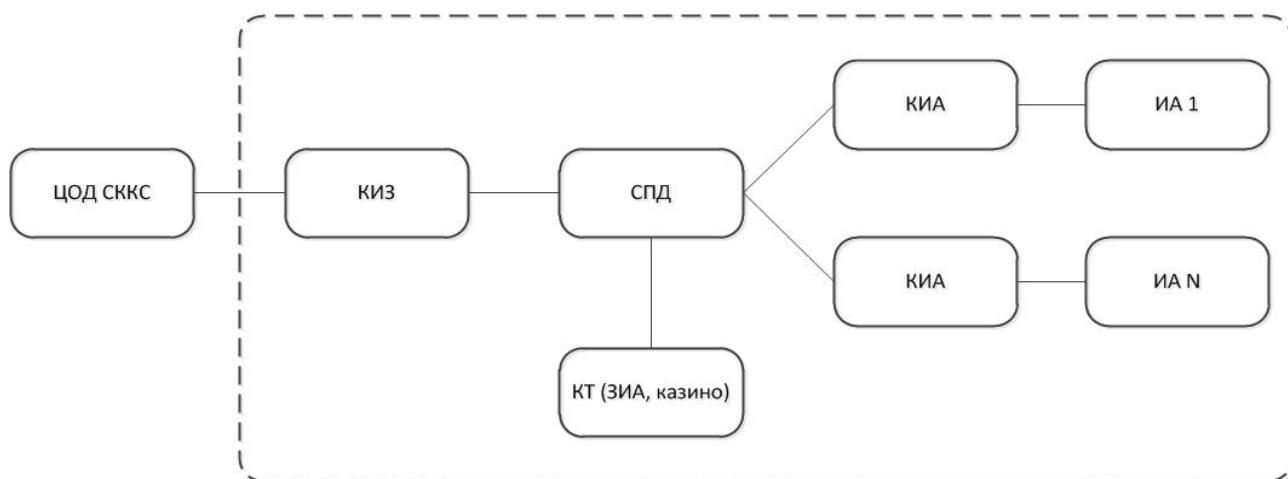 КИА
ИА 1
ЦОД СККС
КИЗ
СПД
КИА
ИА N
КТ (ЗИА, казино)